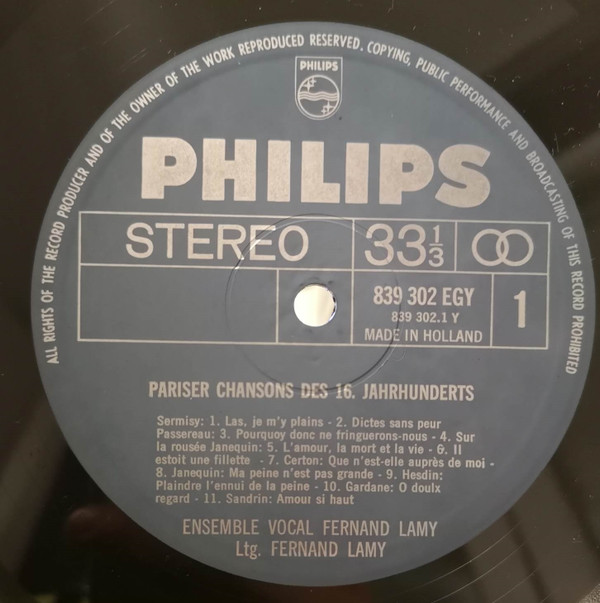 ALL RIGHTS OF THE RECORD PRODUCER AND OF THE OWNER OF THE WORK REPRODUCED RESERVED. COPYING, PUBLIC PERFORMANCE AND BROADCASTING OF THIS RECORD PROHIBITED
PHILIPS
PHILIPS
STEREO
33 1/3
839 302 EGY
839 302.1 Y
MADE IN HOLLAND
1
PARISER CHANSONS DES 16. JAHRHUNDERTS
Sermisy: 1. Las, je m'y plains - 2. Dictes sans peur
Passereau: 3. Pourquoy donc ne fringuerons-nous - 4. Sur
la rousée Janequin: 5. L'amour, la mort et la vie - 6. Il
estoit une fillette - 7. Certon: Que n'est-elle auprès de moi -
8. Janequin: Ma peine n'est pas grande - 9. Hesdin:
Plaindre l'ennui de la peine - 10. Gardane: O doulx
regard - 11. Sandrin: Amour si haut
ENSEMBLE VOCAL FERNAND LAMY
Ltg. FERNAND LAMY